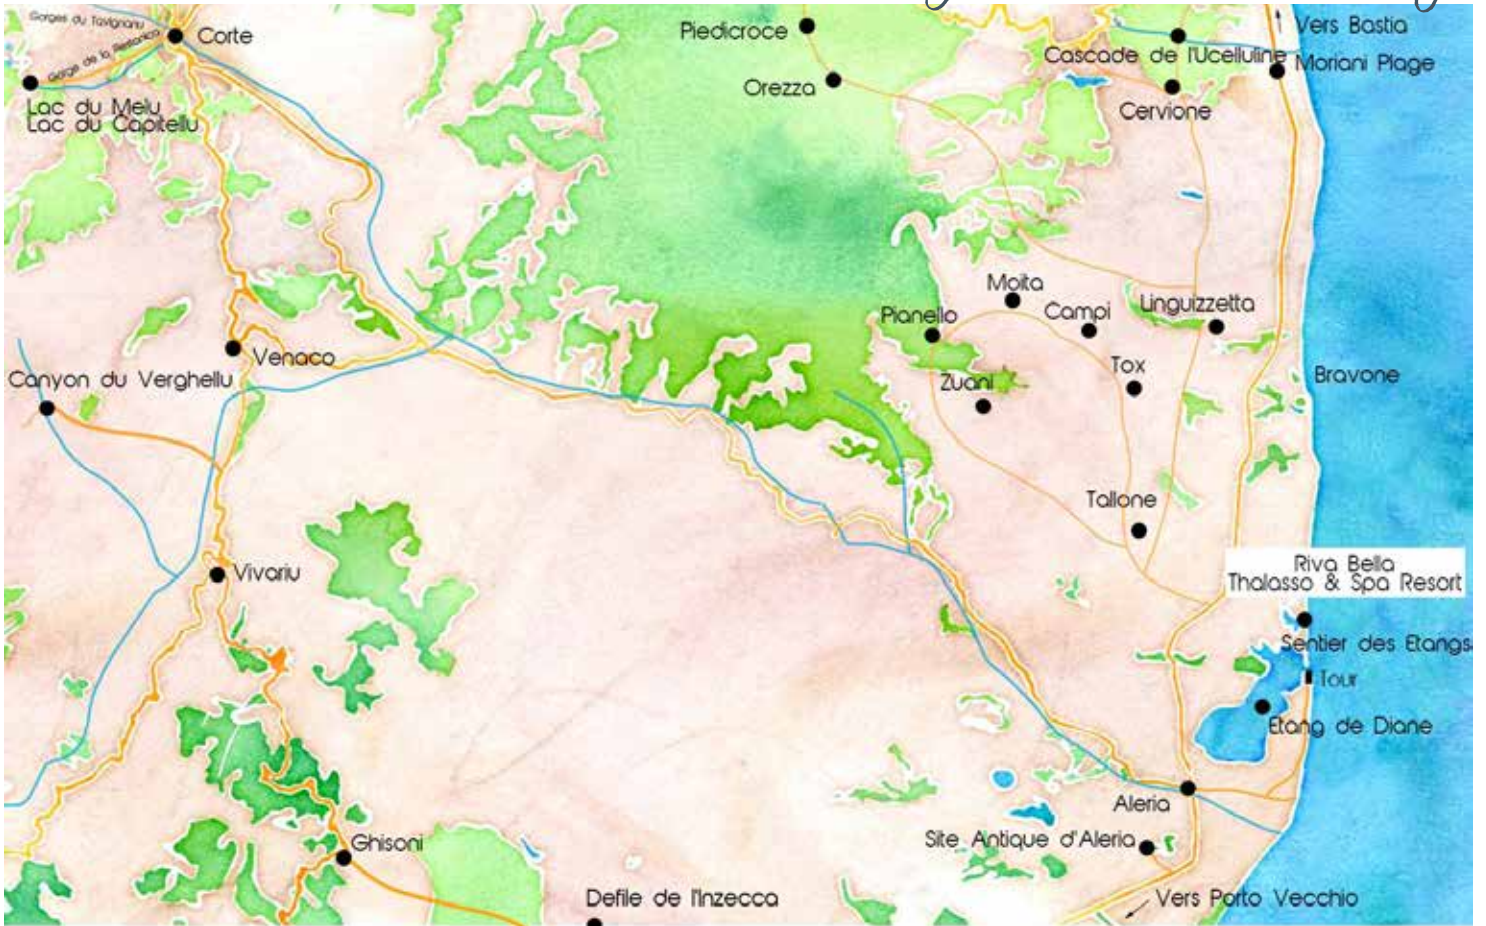 Gorges du Tavignanu
Gorge de la Restonica
Corte
Lac du Melu
Lac du Capitellu
Piedicroce
Orezza
Vers Bastia
Cascade de l'Ucelluline
Moriani Plage
Cervione
Venaco
Canyon du Verghellu
Moita
Pianello
Campi
Linguizzetta
Zuani
Tox
Bravone
Tallone
Vivariu
Riva Bella
Thalasso & Spa Resort
Sentier des Etangs
Tour
Etang de Diane
Aleria
Site Antique d'Aleria
Ghisoni
Defile de l'Inzecca
Vers Porto Vecchio